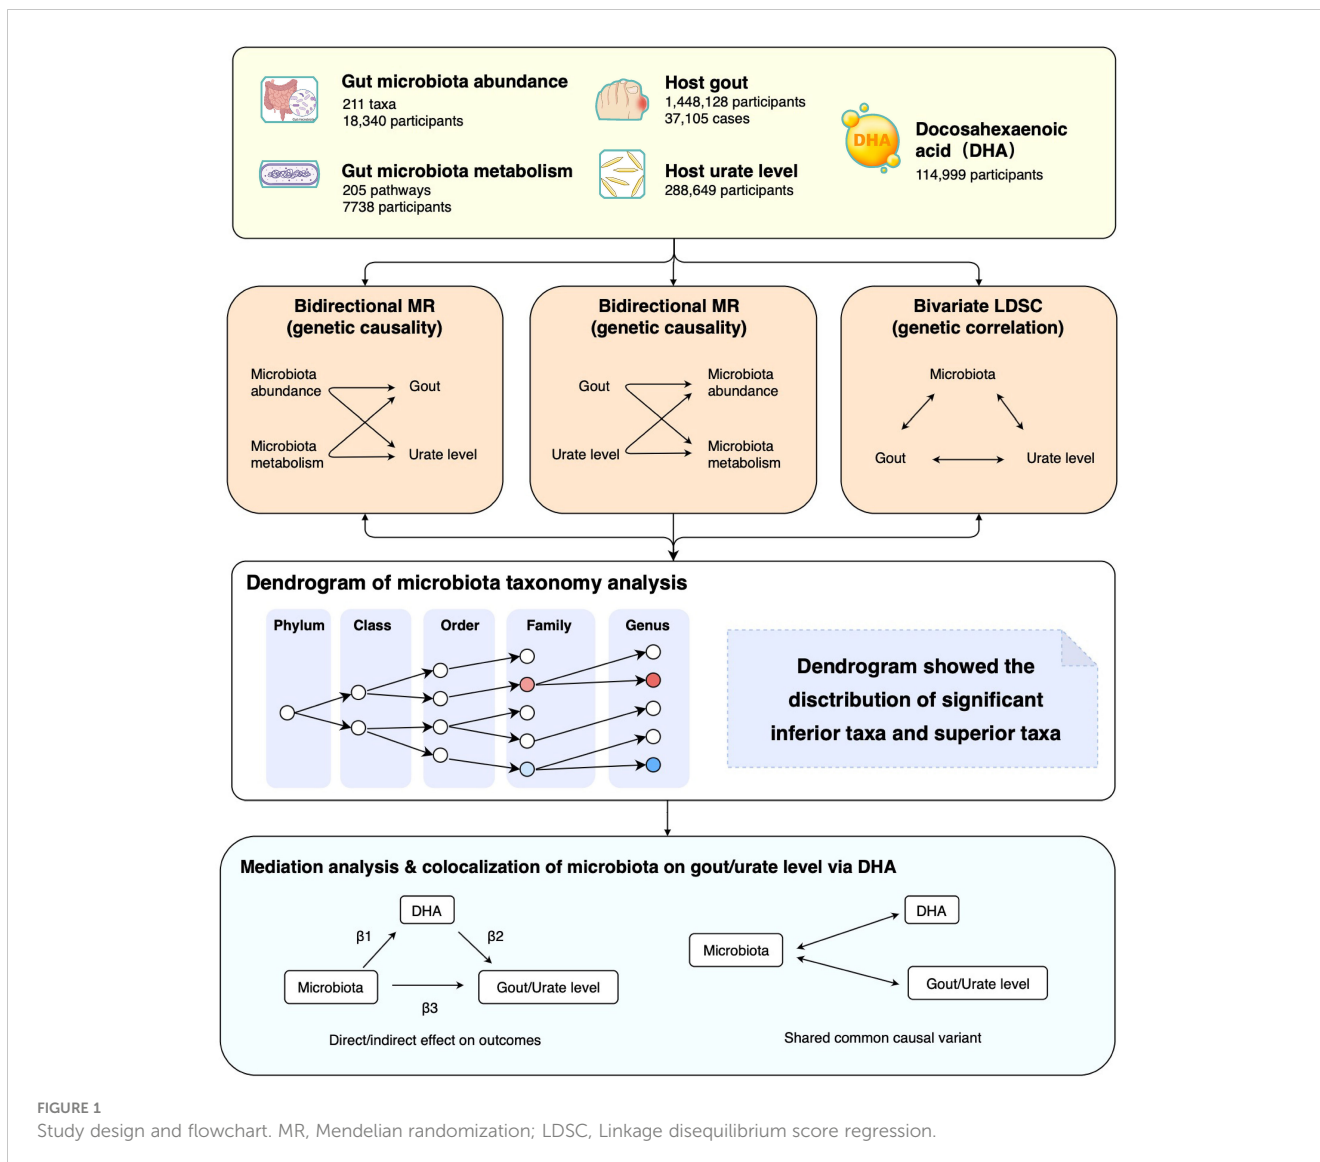 Gut microbiota abundance
211 taxa
18,340 participants
Gut microbiota metabolism
205 pathways
7738 participants
Host gout
1,448,128 participants
37,105 cases
Host urate level
288,649 participants
DHA
Docosahexaenoic
acid（DHA）
114,999 participants
Bidirectional MR
(genetic causality)
Microbiota
abundance
Gout
Microbiota
metabolism
Urate level
Bidirectional MR
(genetic causality)
Gout
Microbiota
abundance
Urate level
Microbiota
metabolism
Bivariate LDSC
(genetic correlation)
Microbiota
Gout
Urate level
Dendrogram of microbiota taxonomy analysis
Phylum
Class
Order
Family
Genus
Dendrogram showed the
disctribution of significant
inferior taxa and superior taxa
Mediation analysis & colocalization of microbiota on gout/urate level via DHA
DHA
β1
β2
Microbiota
Gout/Urate level
β3
Direct/indirect effect on outcomes
DHA
Microbiota
Gout/Urate level
Shared common causal variant
FIGURE 1
Study design and flowchart. MR, Mendelian randomization; LDSC, Linkage disequilibrium score regression.